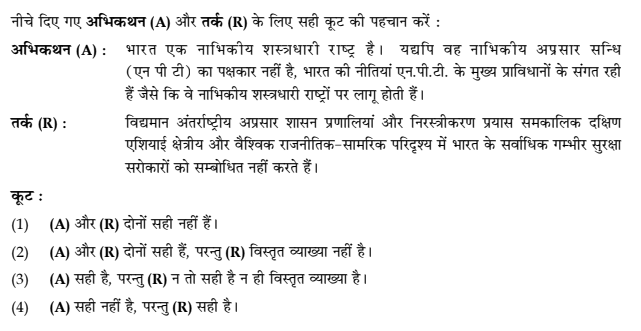 नीचे दिए गए अभिकथन (A) और तर्क (R) के लिए सही कूट की पहचान करें :
अभिकथन (A) : भारत एक नाभिकीय शस्त्रधारी राष्ट्र है। यद्यपि वह नाभिकीय अप्रसार सन्धि
(एन पी टी) का पक्षकार नहीं है, भारत की नीतियां एन.पी.टी. के मुख्य प्राविधानों के संगत रही
हैं जैसे कि वे नाभिकीय शस्त्रधारी राष्ट्रों पर लागू होती हैं।
तर्क (R) : विद्यमान अंतर्राष्ट्रीय अप्रसार शासन प्रणालियां और निरस्त्रीकरण प्रयास समकालिक दक्षिण
एशियाई क्षेत्रीय और वैश्विक राजनीतिक-सामरिक परिदृश्य में भारत के सर्वाधिक गम्भीर सुरक्षा
सरोकारों को सम्बोधित नहीं करते हैं।
कूट :
(1) (A) और (R) दोनों सही नहीं हैं।
(2) (A) और (R) दोनों सही हैं, परन्तु (R) विस्तृत व्याख्या नहीं है।
(3) (A) सही है, परन्तु (R) न तो सही है न ही विस्तृत व्याख्या है।
(4) (A) सही नहीं है, परन्तु (R) सही है।